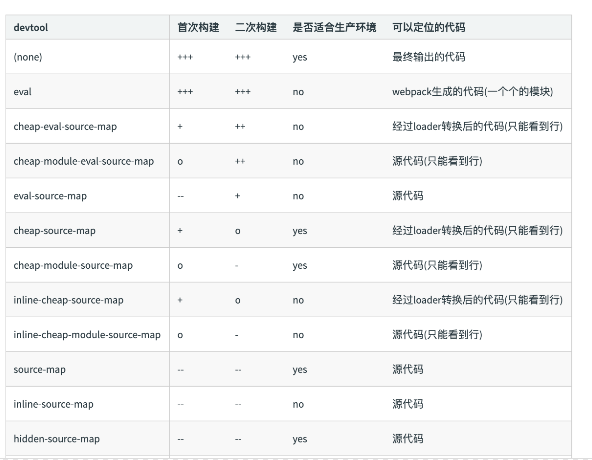 devtool 首次构建 二次构建 是否适合生产环境 可以定位的代码
(none) +++ +++ yes 最终输出的代码
eval +++ +++ no webpack生成的代码(一个个的模块)
cheap-eval-source-map + ++ no 经过loader转换后的代码(只能看到行)
cheap-module-eval-source-map o ++ no 源代码(只能看到行)
eval-source-map -- + no 源代码
cheap-source-map + o yes 经过loader转换后的代码(只能看到行)
cheap-module-source-map o - yes 源代码(只能看到行)
inline-cheap-source-map + o no 经过loader转换后的代码(只能看到行)
inline-cheap-module-source-map o - no 源代码(只能看到行)
source-map -- -- yes 源代码
inline-source-map -- -- no 源代码
hidden-source-map -- -- yes 源代码